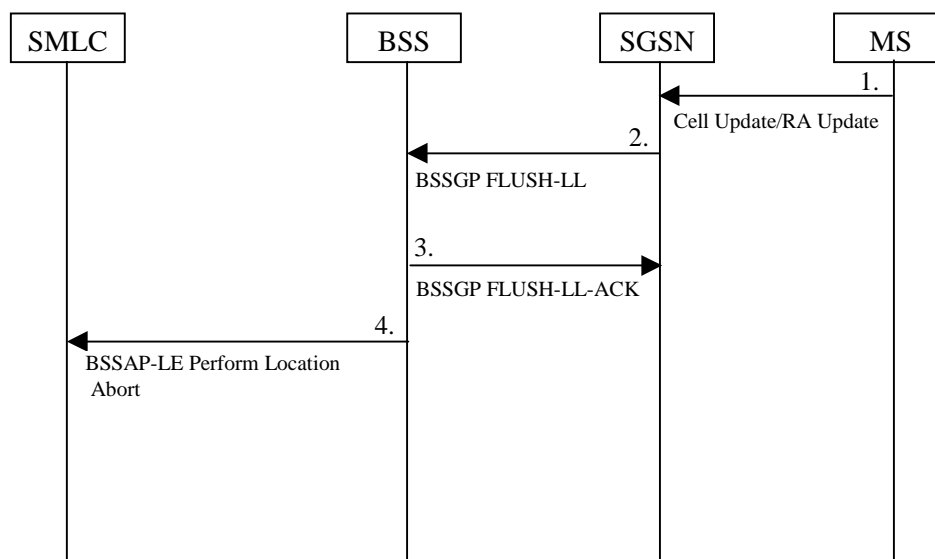 SMLC
BSS
SGSN
MS
1.
Cell Update/RA Update
2.
BSSGP FLUSH-LL
3.
BSSGP FLUSH-LL-ACK
4.
BSSAP-LE Perform Location
Abort